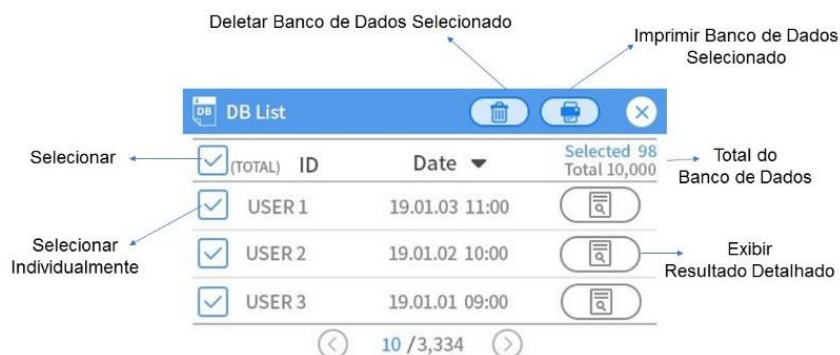 Deletar Banco de Dados Selecionado
Imprimir Banco de Dados
Selecionado
DB
DB List
Selecionar
(TOTAL) ID Date
Selected 98
Total 10,000
Total do
Banco de Dados
USER 1 19.01.03 11:00
Selecionar
Individualmente
USER 2 19.01.02 10:00
Exibir
Resultado Detalhado
USER 3 19.01.01 09:00
10 /3,334